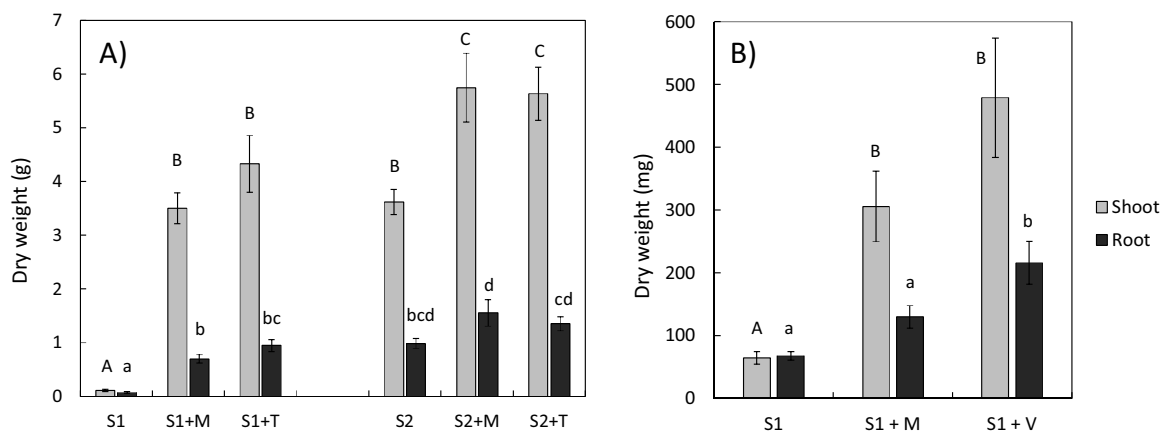 A)
Dry weight (g)
7
6
5
4
3
2
1
0
A a
B b
B bc
B bcd
C d
C cd
S1 S1+M S1+T S2 S2+M S2+T
B)
Dry weight (mg)
600
500
400
300
200
100
0
A a
B a
B b
S1 S1 + M S1 + V
Shoot
Root